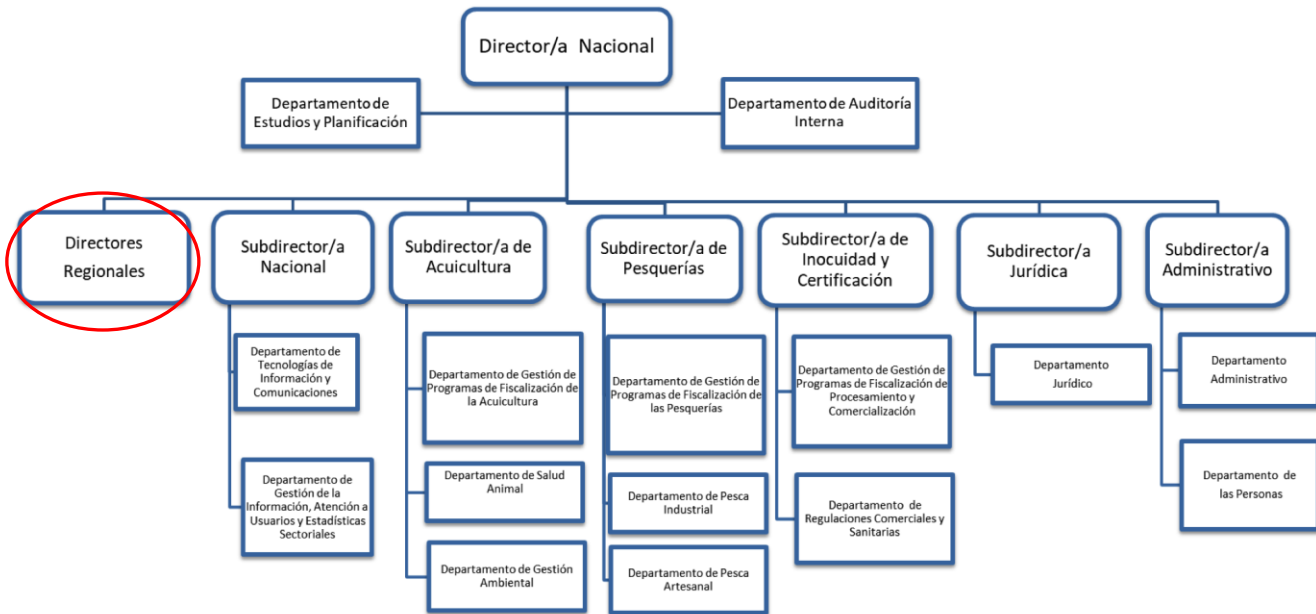 Director/a Nacional
Departamento de
Estudios y Planificación
Departamento de Auditoría
Interna
Directores
Regionales
Subdirector/a
Nacional
Subdirector/a de
Acuicultura
Subdirector/a de
Pesquerías
Subdirector/a de
Inocuidad y
Certificación
Subdirector/a
Jurídica
Subdirector/a
Administrativo
Departamento de
Tecnologías de
Información y
Comunicaciones
Departamento de
Gestión de la
Información, Atención a
Usuarios y Estadísticas
Sectoriales
Departamento de Gestión de
Programas de Fiscalización de
la Acuicultura
Departamento de Salud
Animal
Departamento de Gestión
Ambiental
Departamento de Gestión de
Programas de Fiscalización de
las Pesquerías
Departamento de Pesca
Industrial
Departamento de Pesca
Artesanal
Departamento de Gestión de
Programas de Fiscalización de
Procesamiento y
Comercialización
Departamento de
Regulaciones Comerciales y
Sanitarias
Departamento
Jurídico
Departamento
Administrativo
Departamento de
las Personas